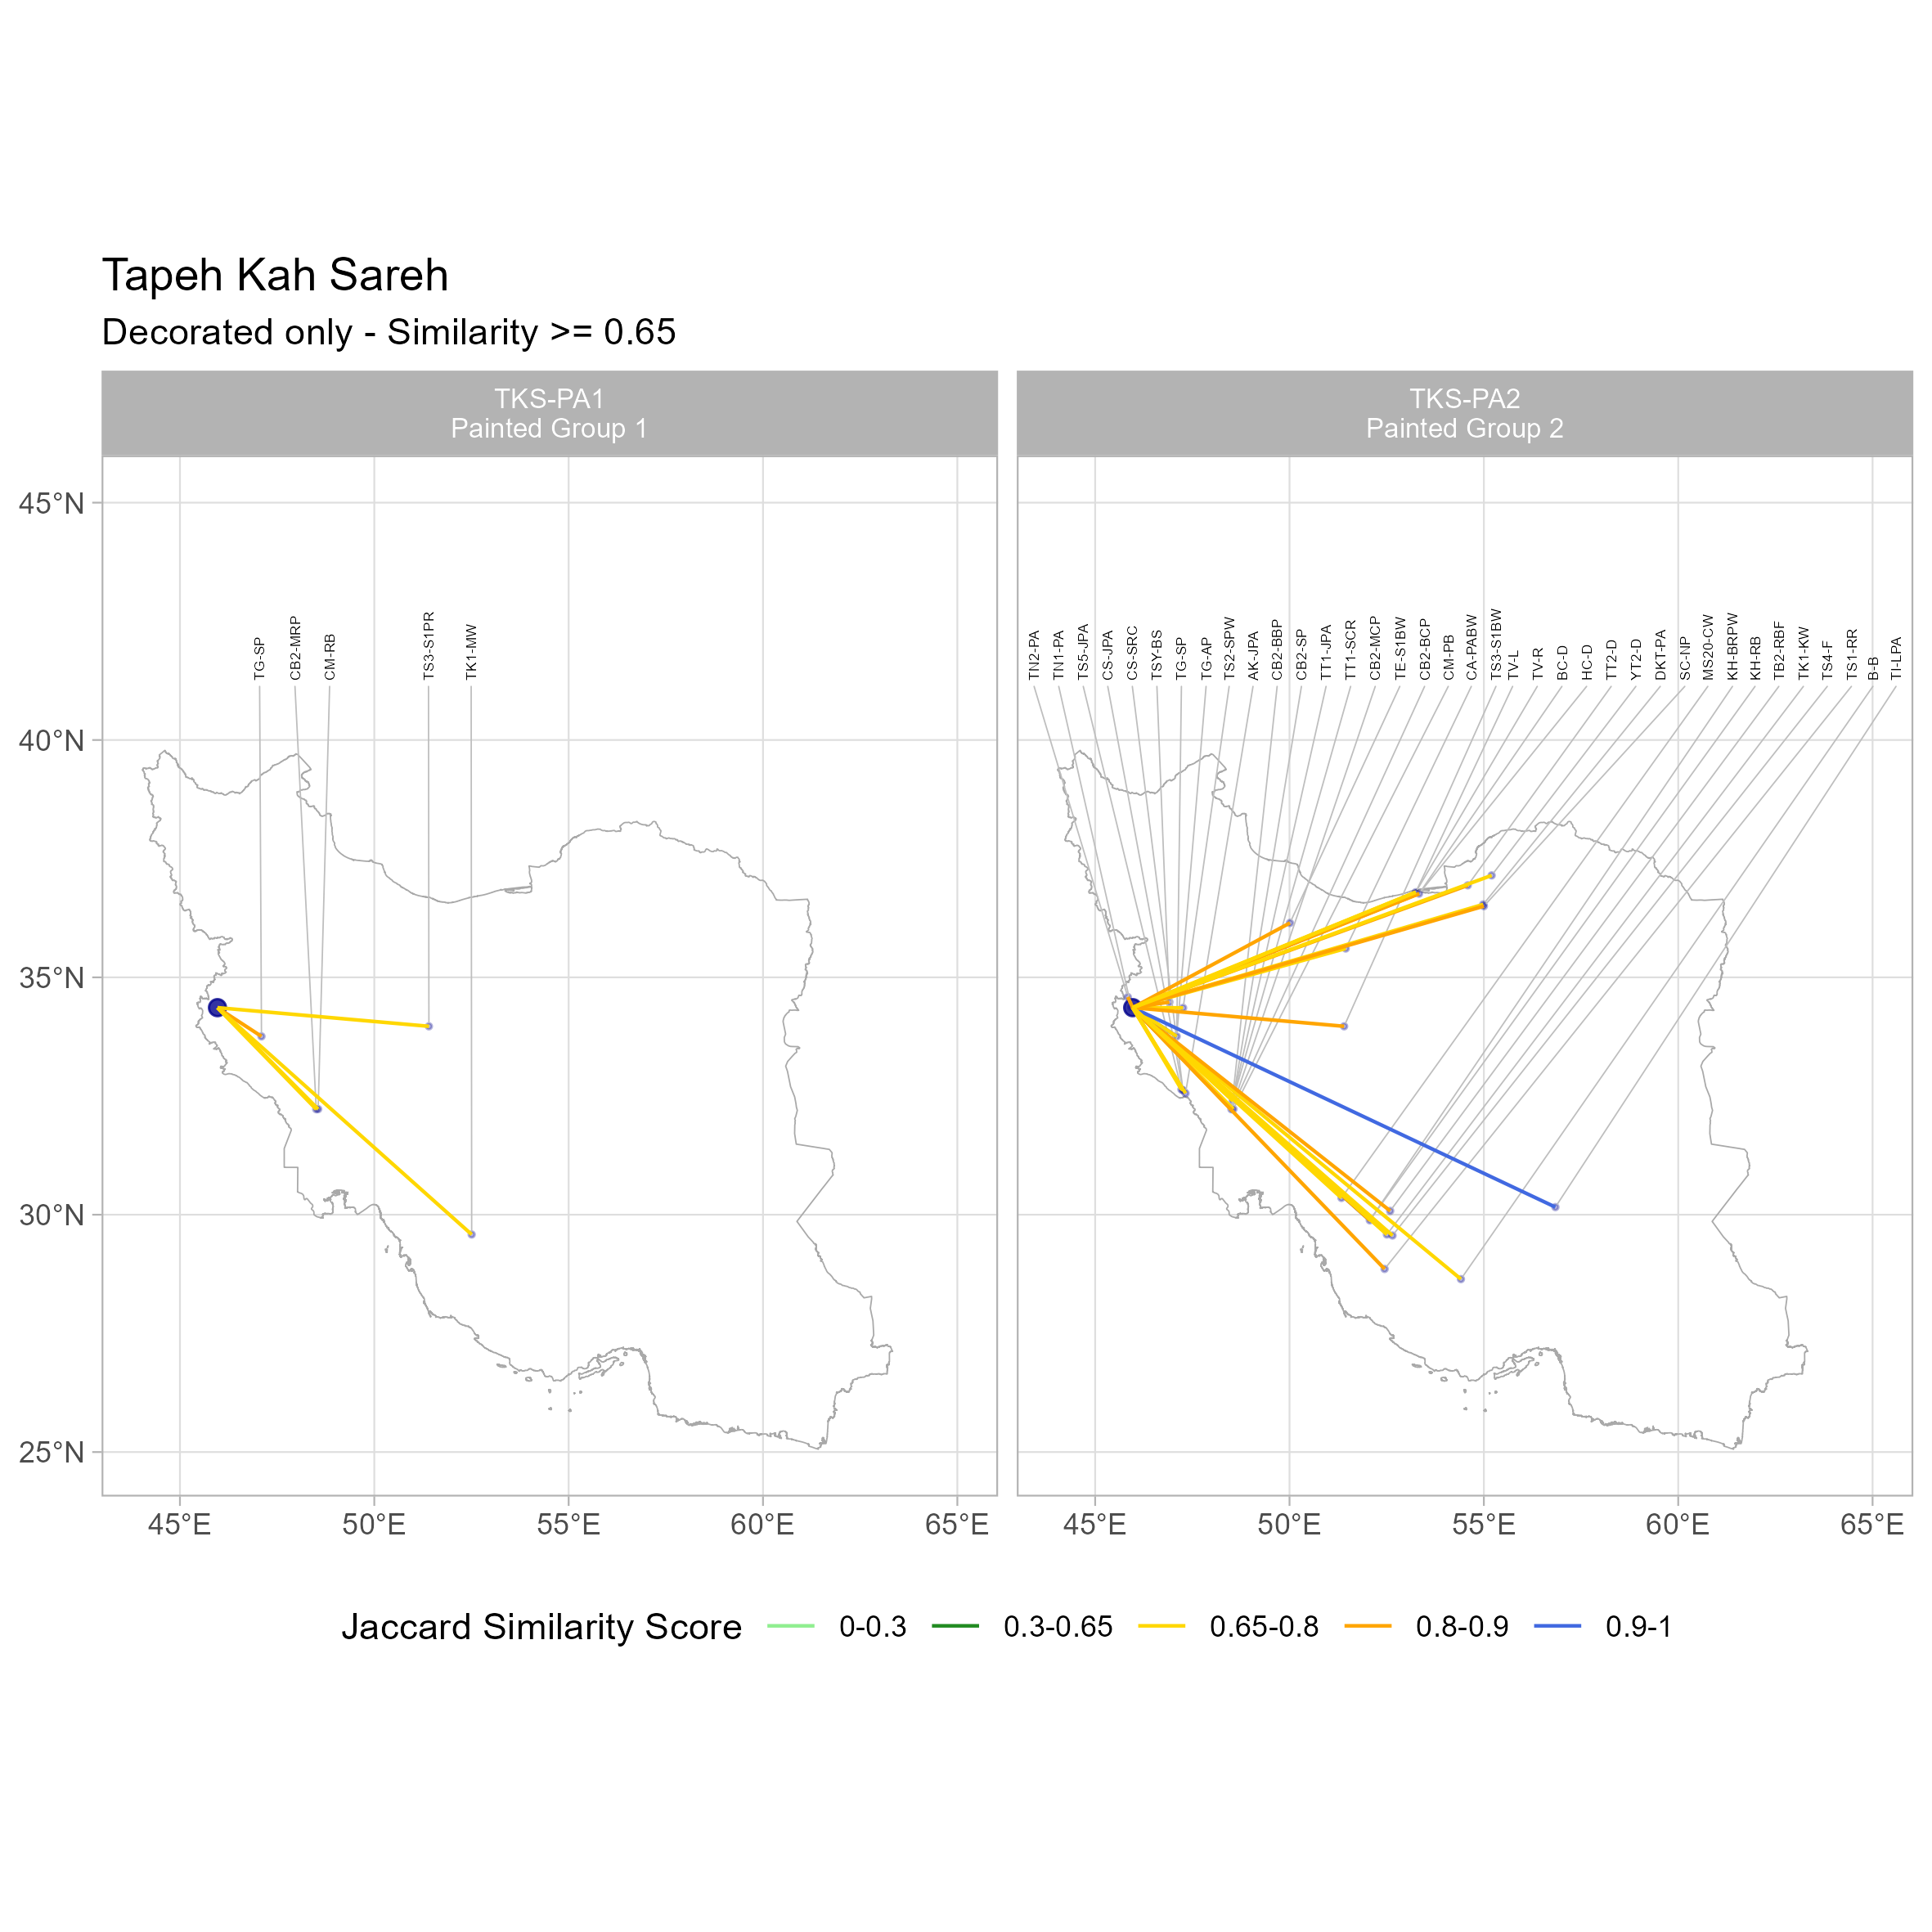 Tapeh Kah Sareh
Decorated only - Similarity >= 0.65
TKS-PA1
Painted Group 1
TKS-PA2
Painted Group 2
TG-SP
CB2-MRP
CM-RB
TS3-S1PR
TK1-MW
TN2-PA
TN1-PA
TS5-JPA
CS-JPA
CS-SRC
TSY-BS
TG-SP
TG-AP
TS2-SPW
AK-JPA
CB2-BBP
CB2-SP
TT1-JPA
TT1-SCR
CB2-MCP
TE-S1BW
CB2-BCP
CM-PB
CA-PABW
TS3-S1BW
TV-L
TV-R
BC-D
HC-D
TT2-D
YT2-D
DKT-PA
SC-NP
MS20-CW
KH-BRPW
KH-RB
TB2-RBF
TK1-KW
TS4-F
TS1-RR
B-B
TI-LPA
45°N
40°N
35°N
30°N
25°N
45°E 50°E 55°E 60°E 65°E
45°E 50°E 55°E 60°E 65°E
Jaccard Similarity Score 0-0.3 0.3-0.65 0.65-0.8 0.8-0.9 0.9-1